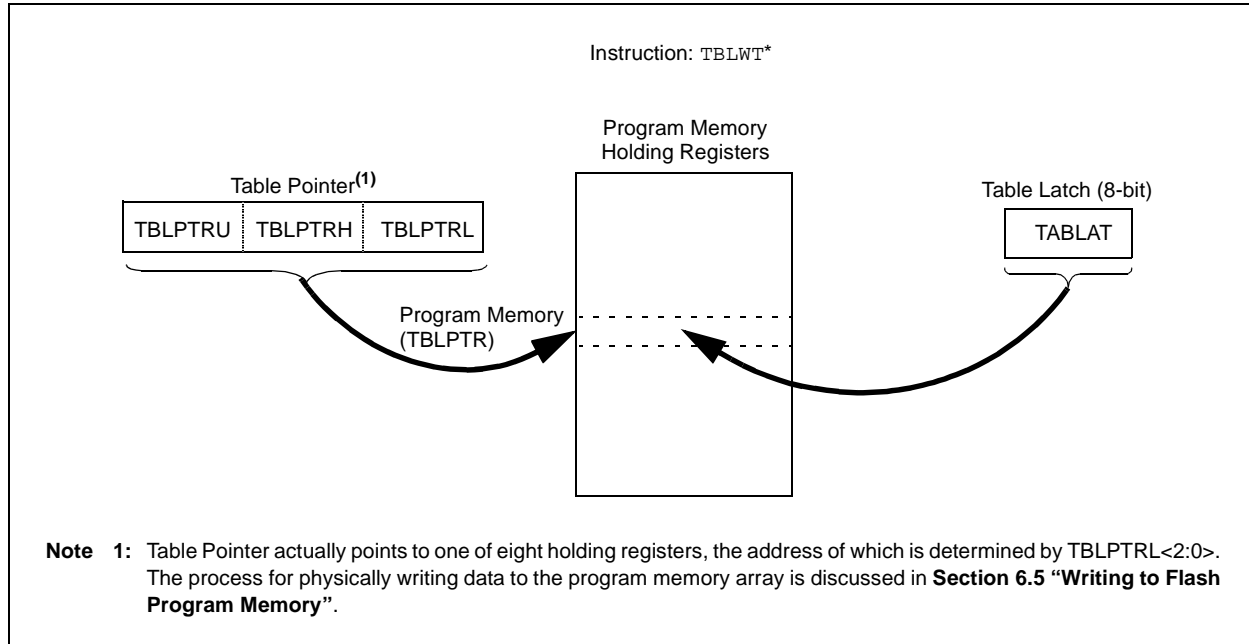 Instruction: TBLWT*
Program Memory
Holding Registers
Table Pointer(1)
Table Latch (8-bit)
TBLPTRU TBLPTRH TBLPTRL
TABLAT
Program Memory
(TBLPTR)
Note 1: Table Pointer actually points to one of eight holding registers, the address of which is determined by TBLPTRL<2:0>.
The process for physically writing data to the program memory array is discussed in Section 6.5 “Writing to Flash
Program Memory”.